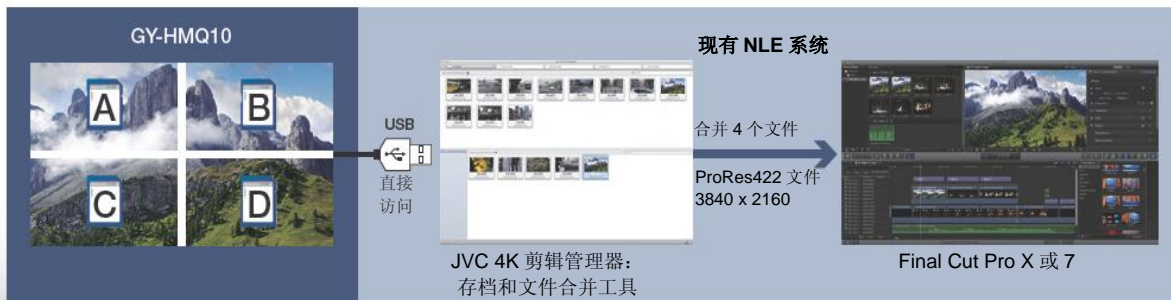 GY-HMQ10
A
B
C
D
USB
直接
访问
现有 NLE 系统
合并 4 个文件
ProRes422 文件
3840 x 2160
JVC 4K 剪辑管理器：
存档和文件合并工具
Final Cut Pro X 或 7